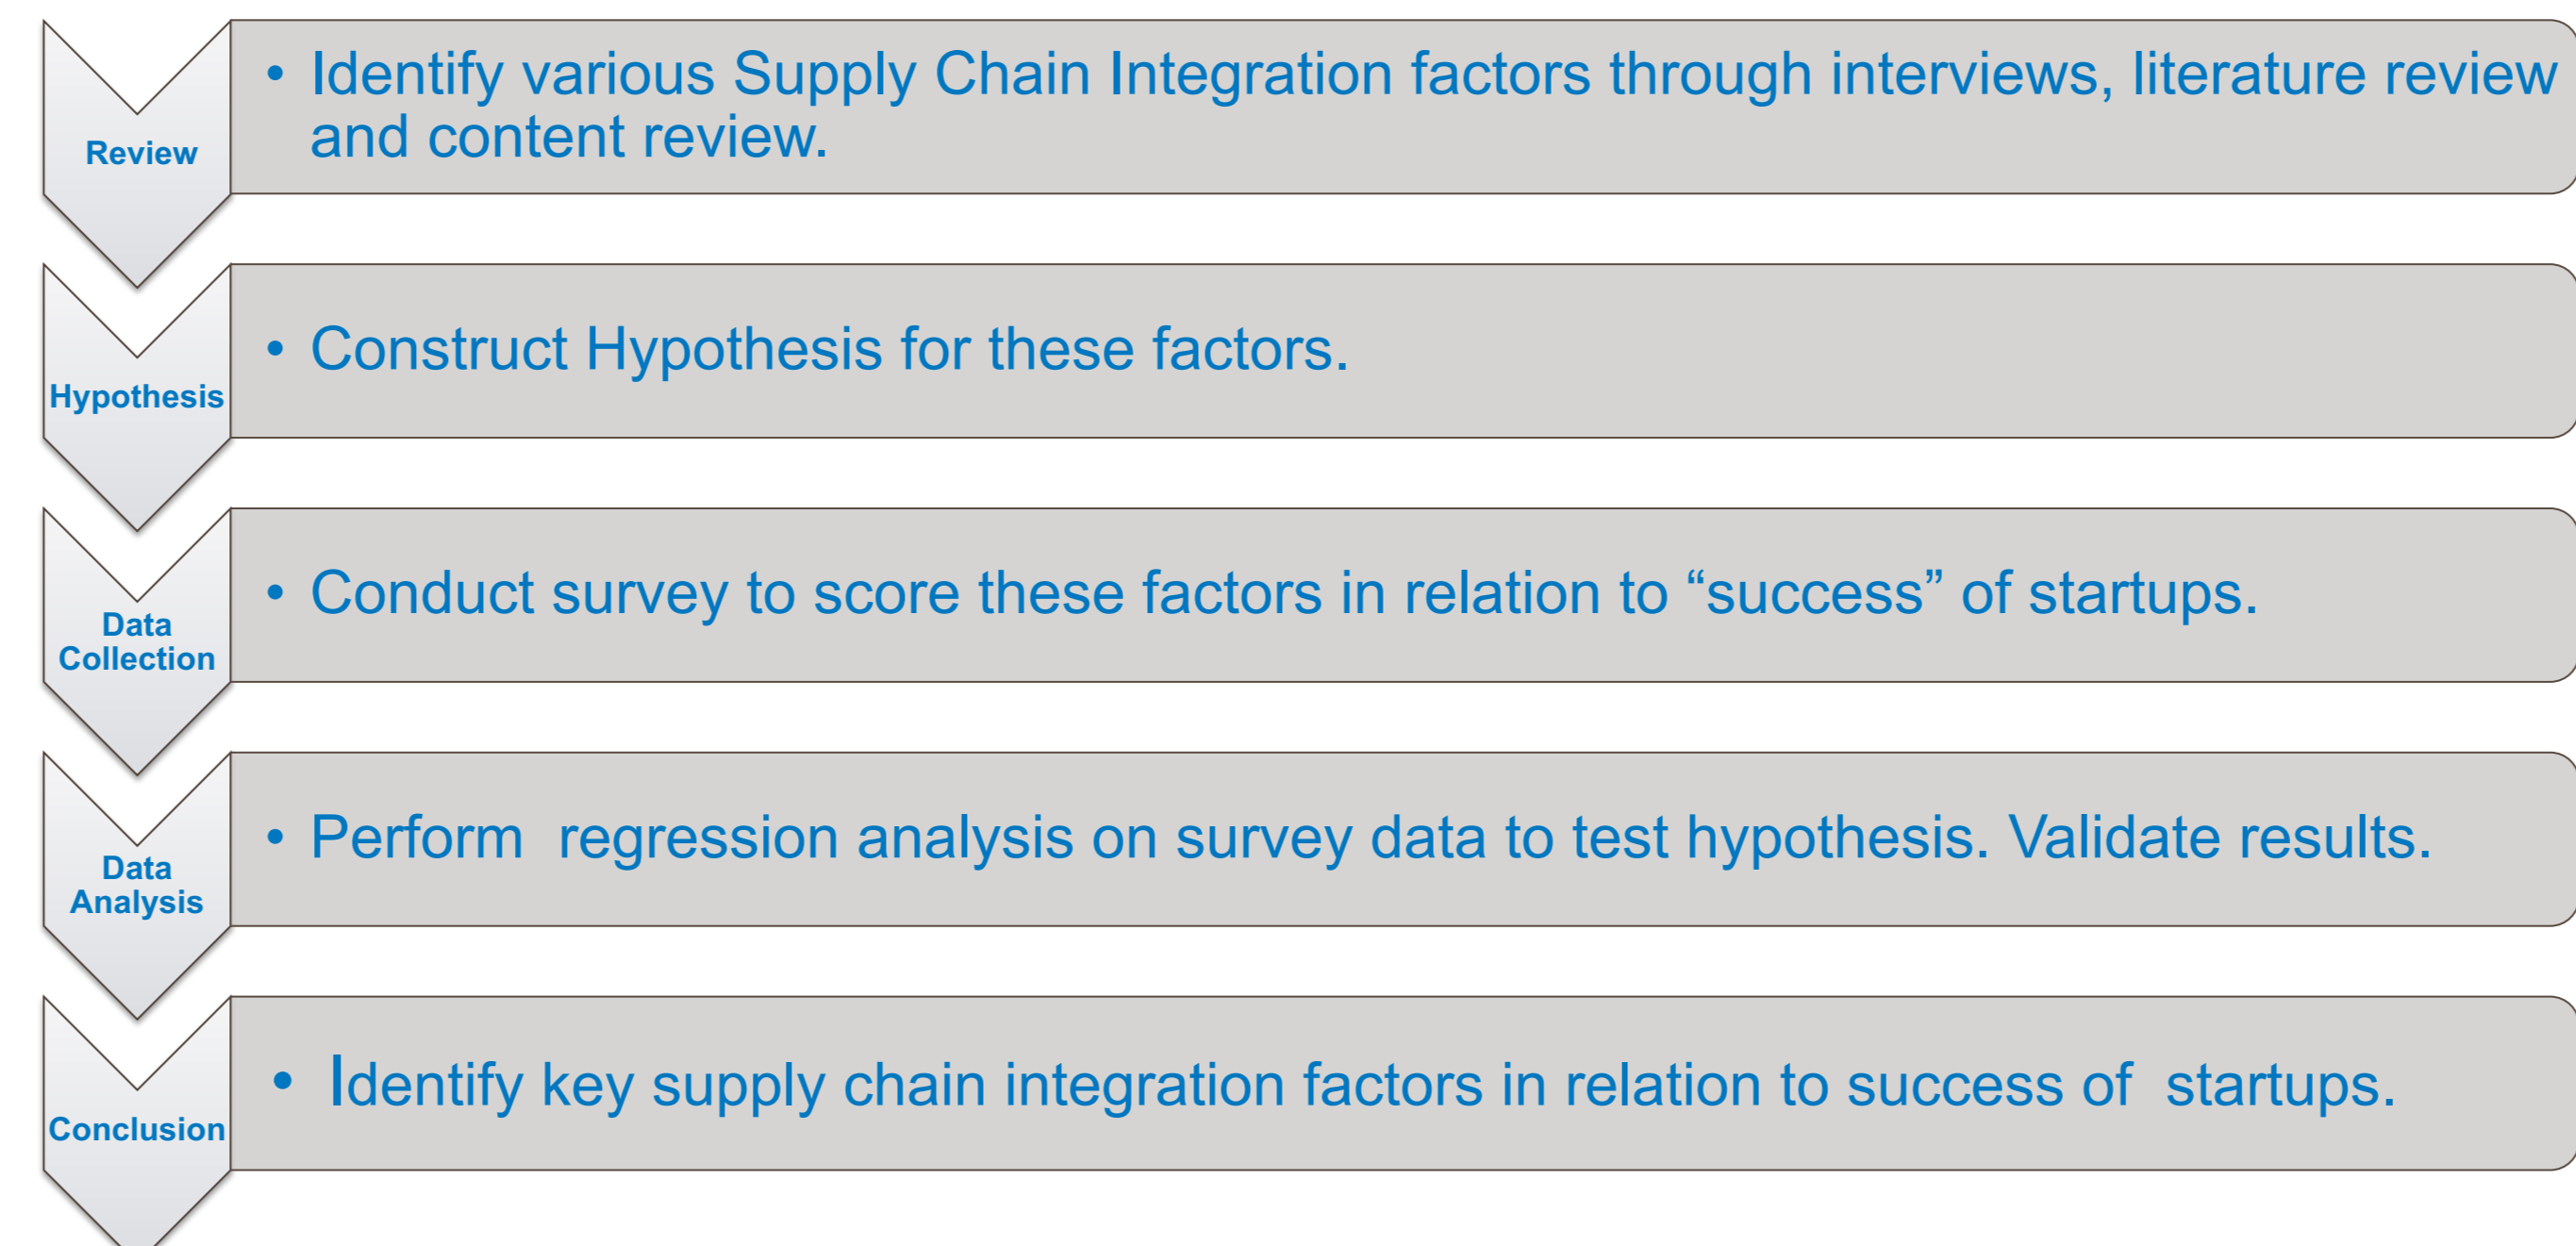 Review
• Identify various Supply Chain Integration factors through interviews, literature review
and content review.
Hypothesis
• Construct Hypothesis for these factors.
Data
Collection
• Conduct survey to score these factors in relation to “success” of startups.
Data
Analysis
• Perform  regression analysis on survey data to test hypothesis. Validate results.
Conclusion
• Identify key supply chain integration factors in relation to success of  startups.